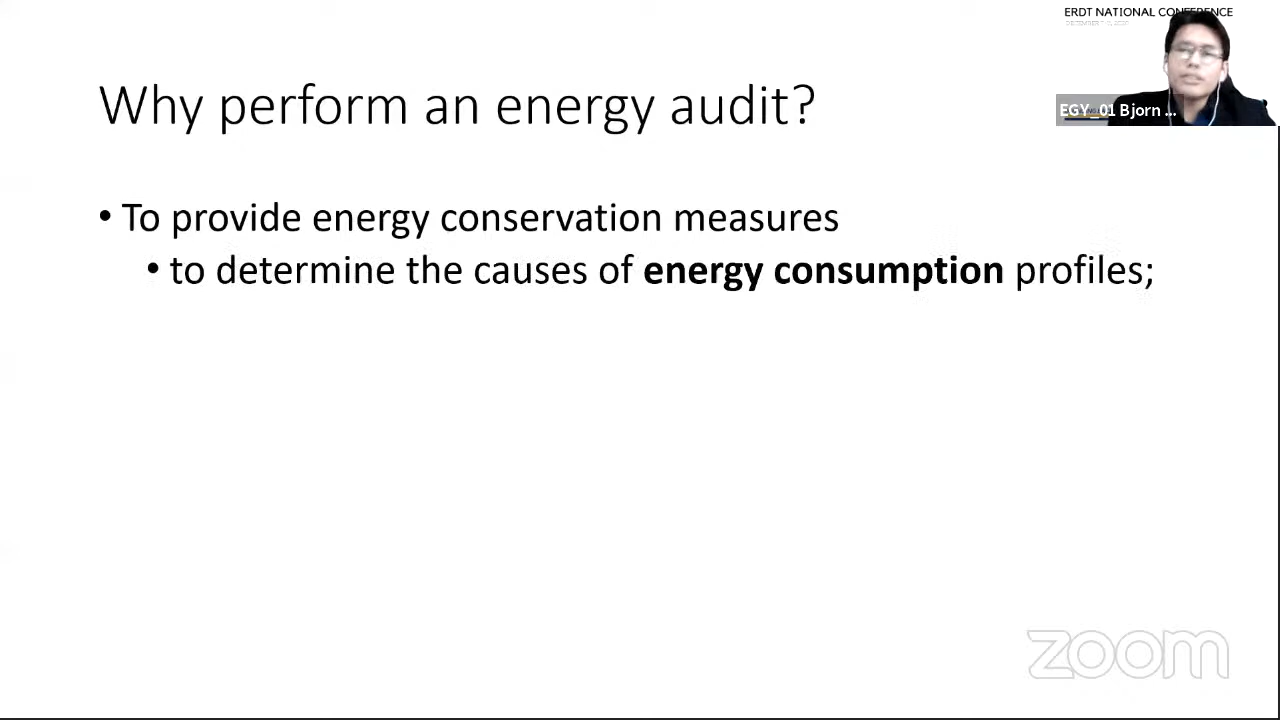 ERDT NATIONAL CONFERENCE
Why perform an energy audit?
EGY_01 Bjorn ...
• To provide energy conservation measures
• to determine the causes of energy consumption profiles;
zoom